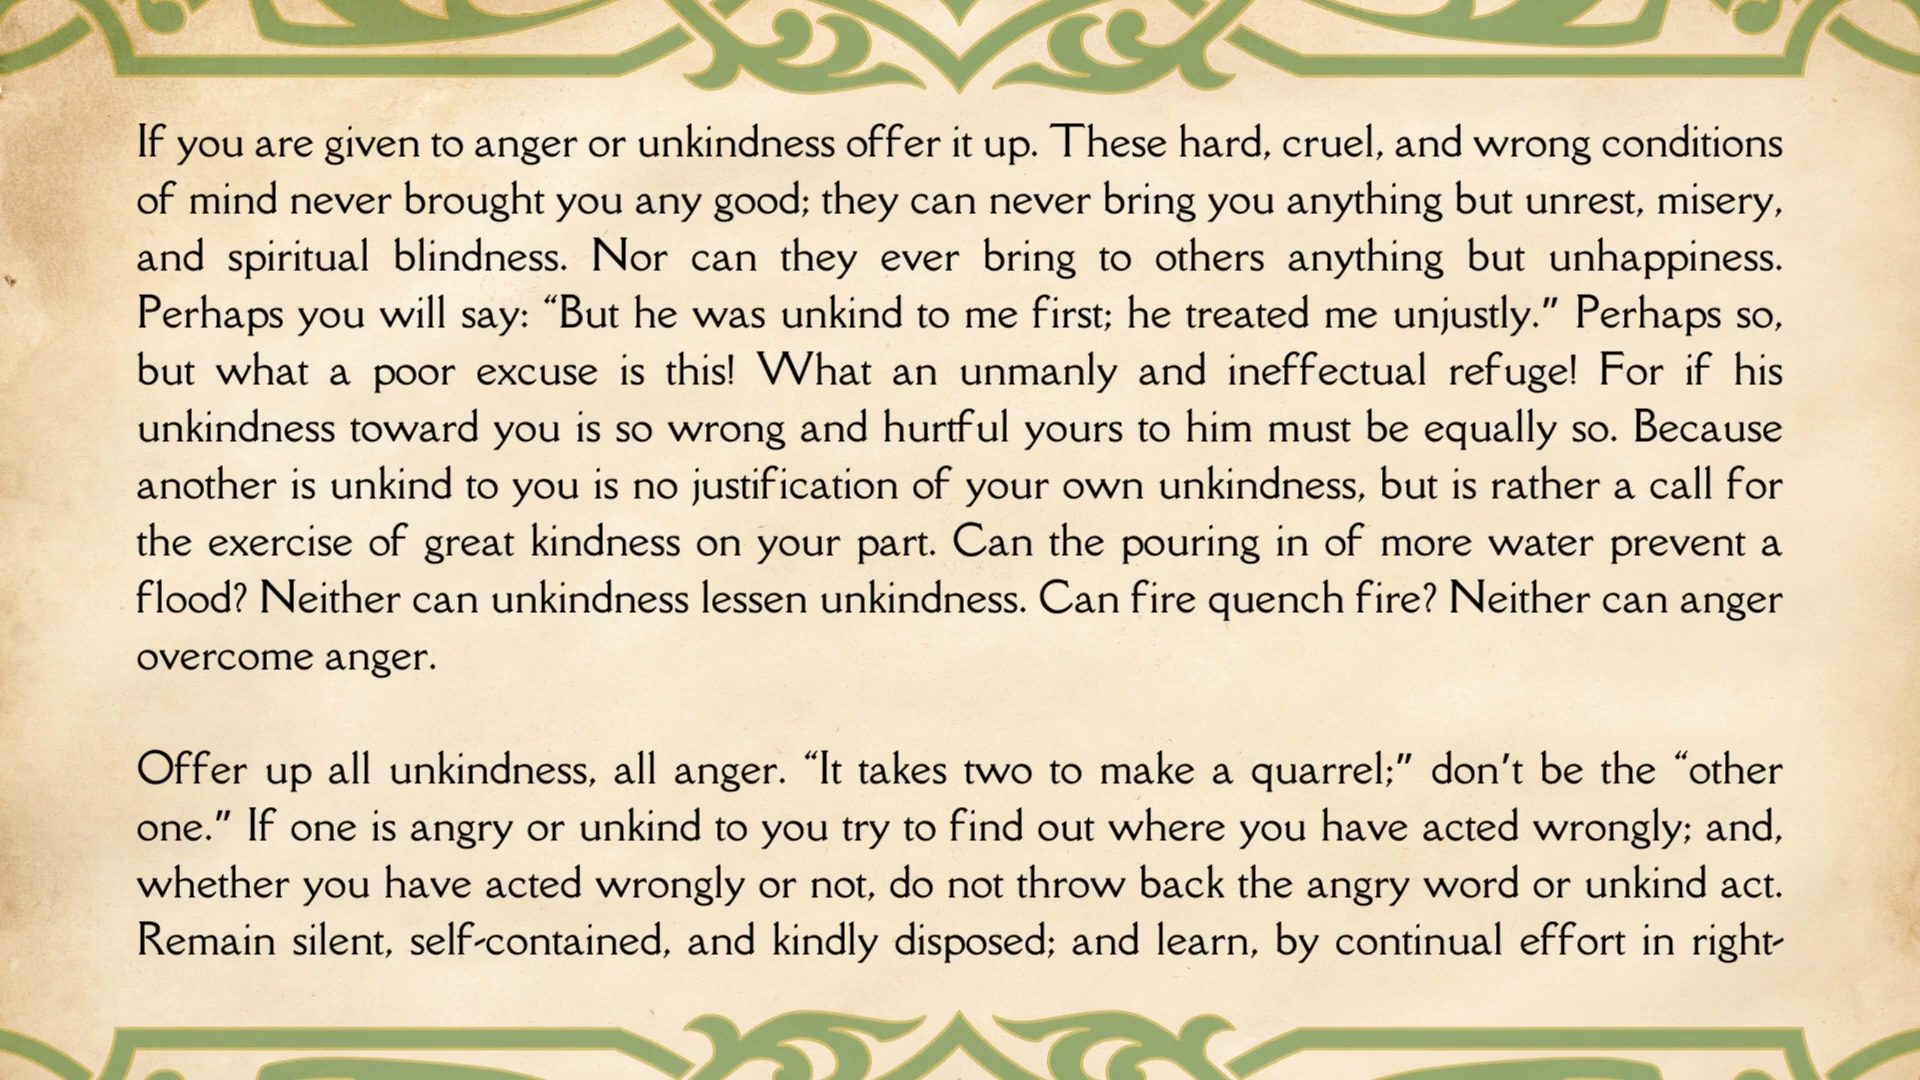 If you are given to anger or unkindness offer it up. These hard, cruel, and wrong conditions
of mind never brought you any good; they can never bring you anything but unrest, misery,
and spiritual blindness. Nor can they ever bring to others anything but unhappiness.
Perhaps you will say: “But he was unkind to me first; he treated me unjustly.” Perhaps so,
but what a poor excuse is this! What an unmanly and ineffectual refuge! For if his
unkindness toward you is so wrong and hurtful yours to him must be equally so. Because
another is unkind to you is no justification of your own unkindness, but is rather a call for
the exercise of great kindness on your part. Can the pouring in of more water prevent a
flood? Neither can unkindness lessen unkindness. Can fire quench fire? Neither can anger
overcome anger.
Offer up all unkindness, all anger. “It takes two to make a quarrel;” don’t be the “other
one.” If one is angry or unkind to you try to find out where you have acted wrongly; and,
whether you have acted wrongly or not, do not throw back the angry word or unkind act.
Remain silent, self-contained, and kindly disposed; and learn, by continual effort in right-